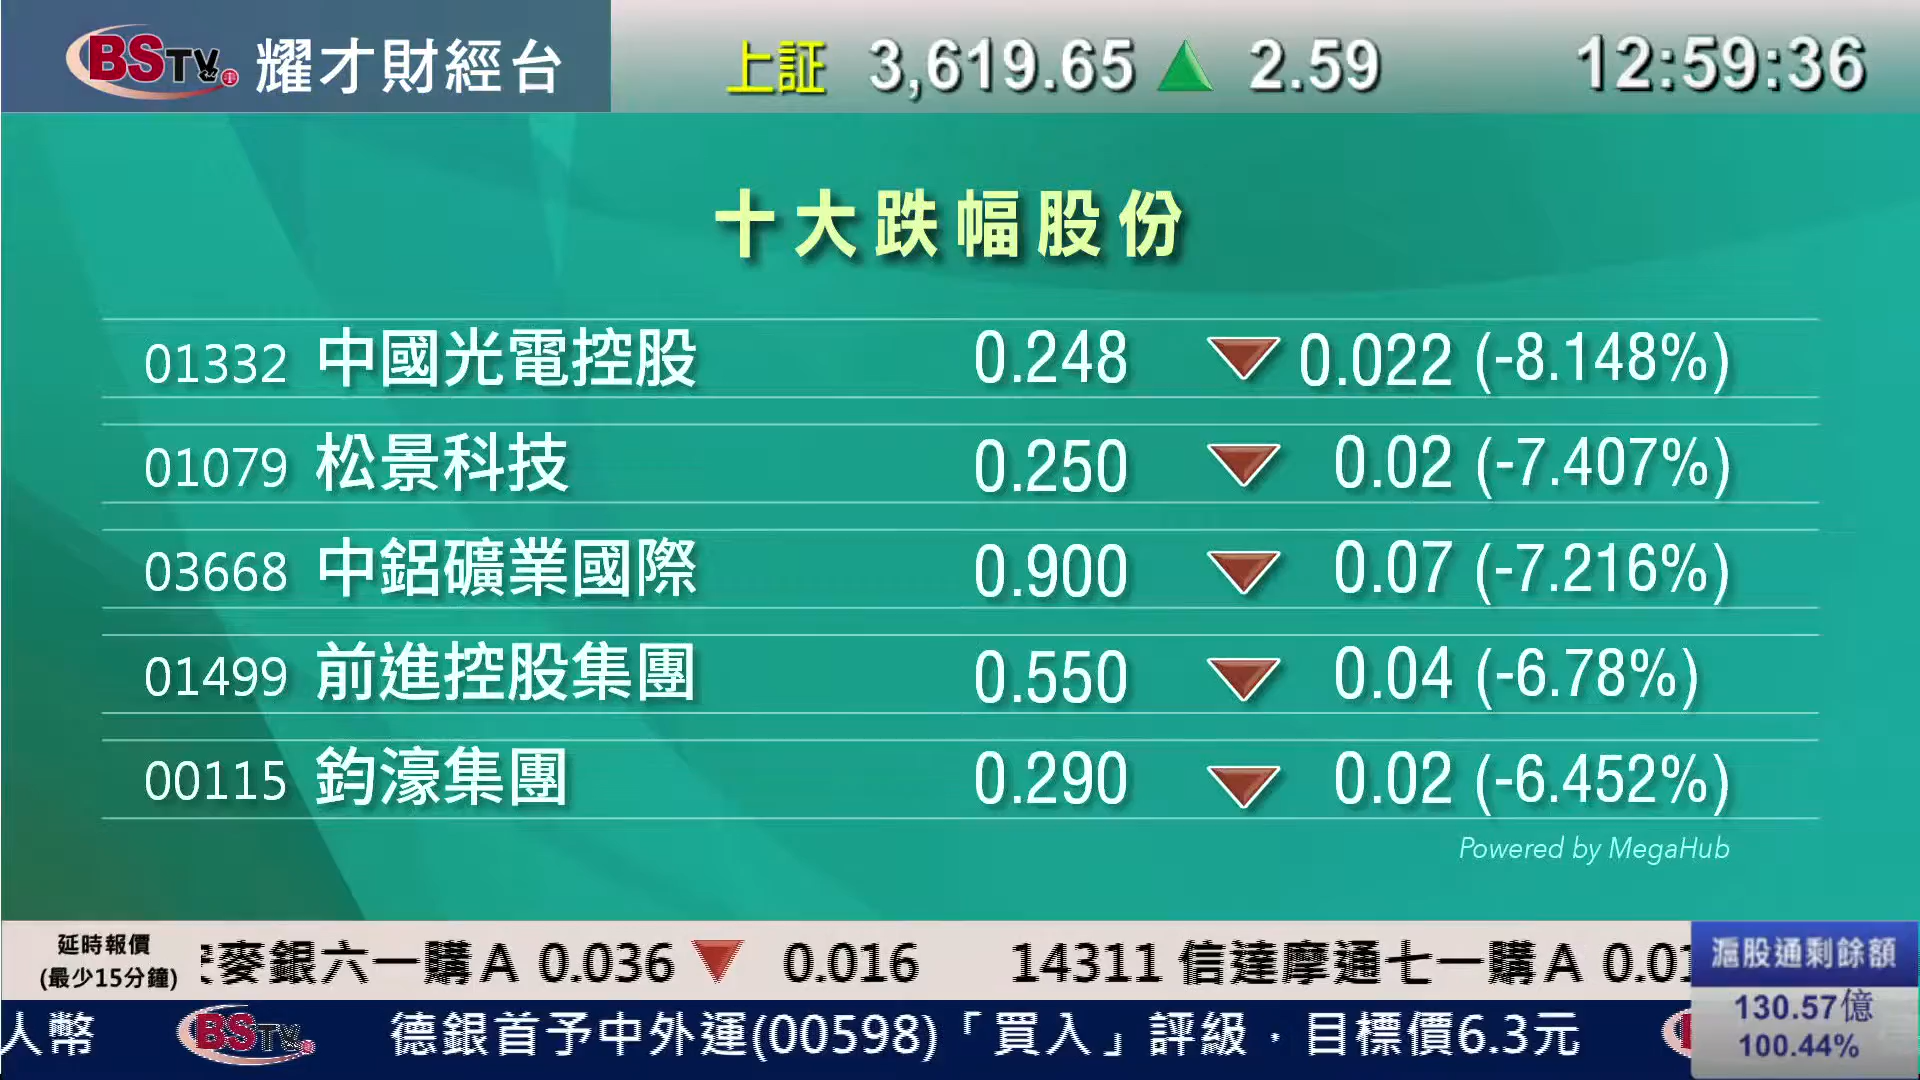 BSTV 耀才財經台
上証 3,619.65 ▲ 2.59
12:59:36
十大跌幅股份
01332 中國光電控股 0.248 ▼ 0.022 (-8.148%)
01079 松景科技 0.250 ▼ 0.02 (-7.407%)
03668 中鋁礦業國際 0.900 ▼ 0.07 (-7.216%)
01499 前進控股集團 0.550 ▼ 0.04 (-6.78%)
00115 鈞濠集團 0.290 ▼ 0.02 (-6.452%)
Powered by MegaHub
延時報價
(最少15分鐘)
麥銀六一購A 0.036 ▼ 0.016 14311 信達摩通七一購A 0.01
滬股通剩餘額
130.57億
100.44%
人幣 BSTV 德銀首予中外運(00598)「買入」評級，目標價6.3元